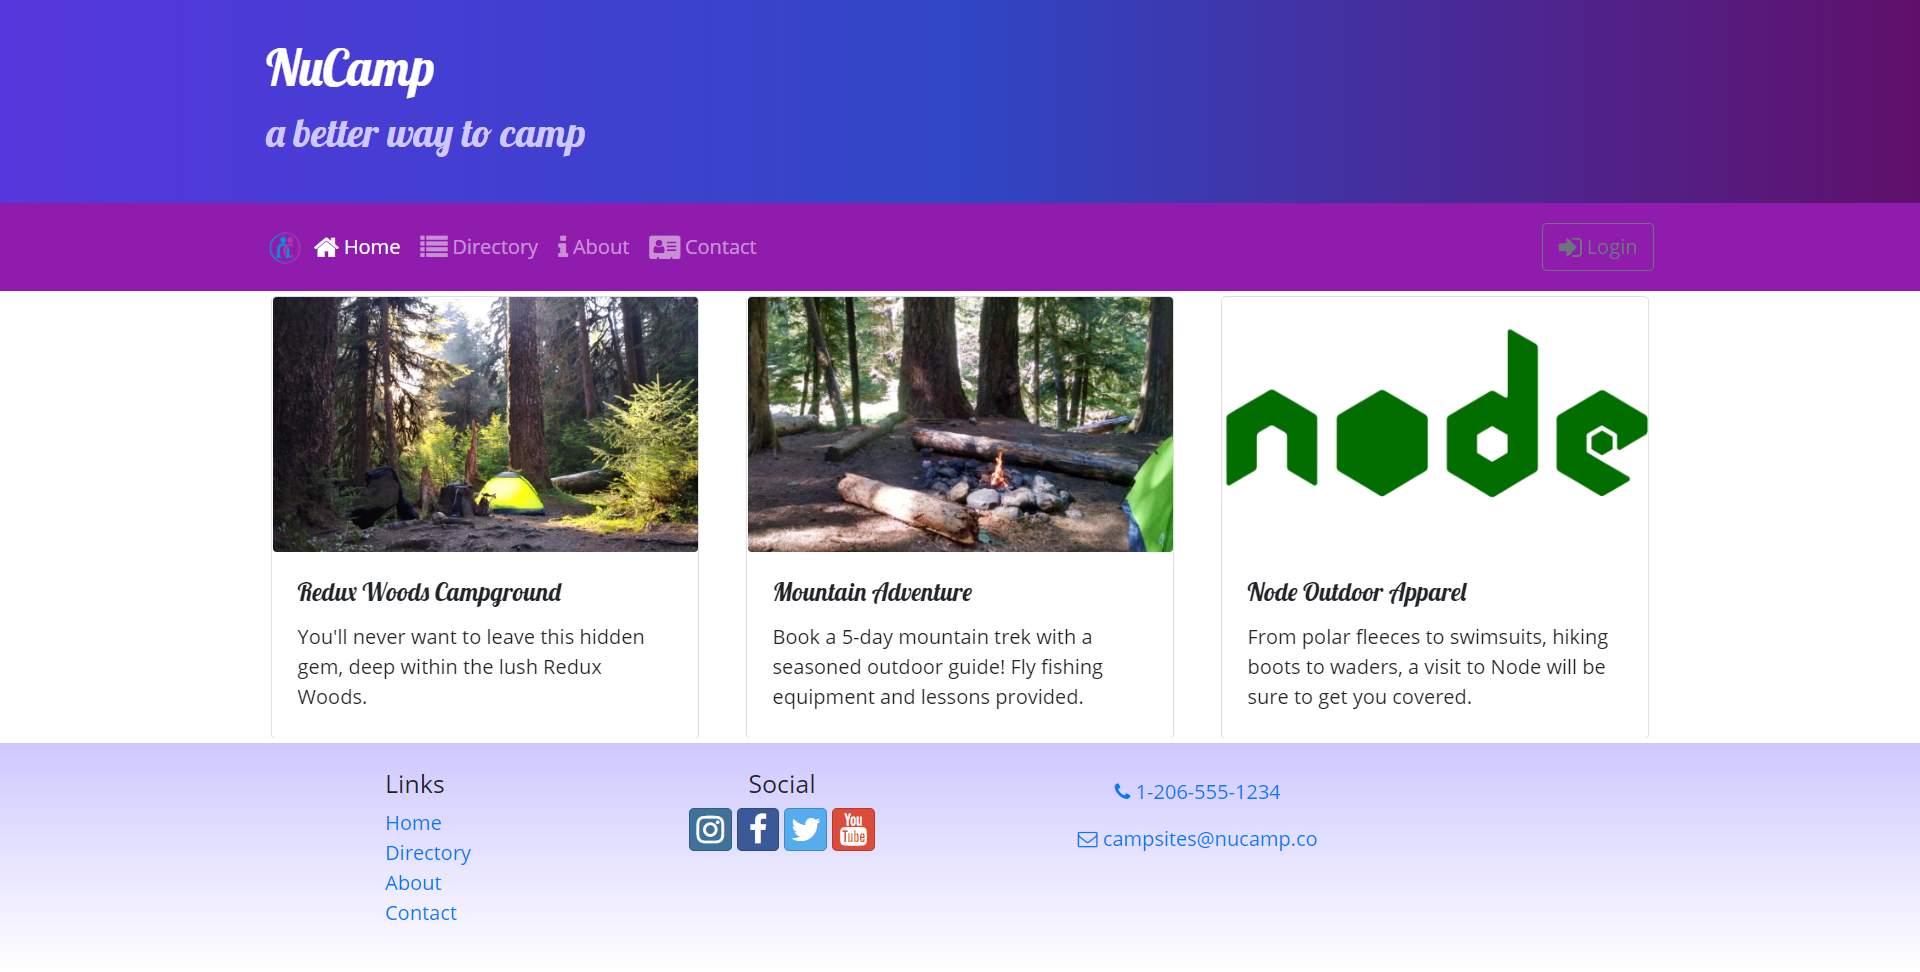 NuCamp
a better way to camp
Home Directory About Contact Login
node
Redux Woods Campground
You'll never want to leave this hidden
gem, deep within the lush Redux
Woods.
Mountain Adventure
Book a 5-day mountain trek with a
seasoned outdoor guide! Fly fishing
equipment and lessons provided.
Node Outdoor Apparel
From polar fleeces to swimsuits, hiking
boots to waders, a visit to Node will be
sure to get you covered.
Links
Home
Directory
About
Contact
Social
You
Tube
1-206-555-1234
campsites@nucamp.co